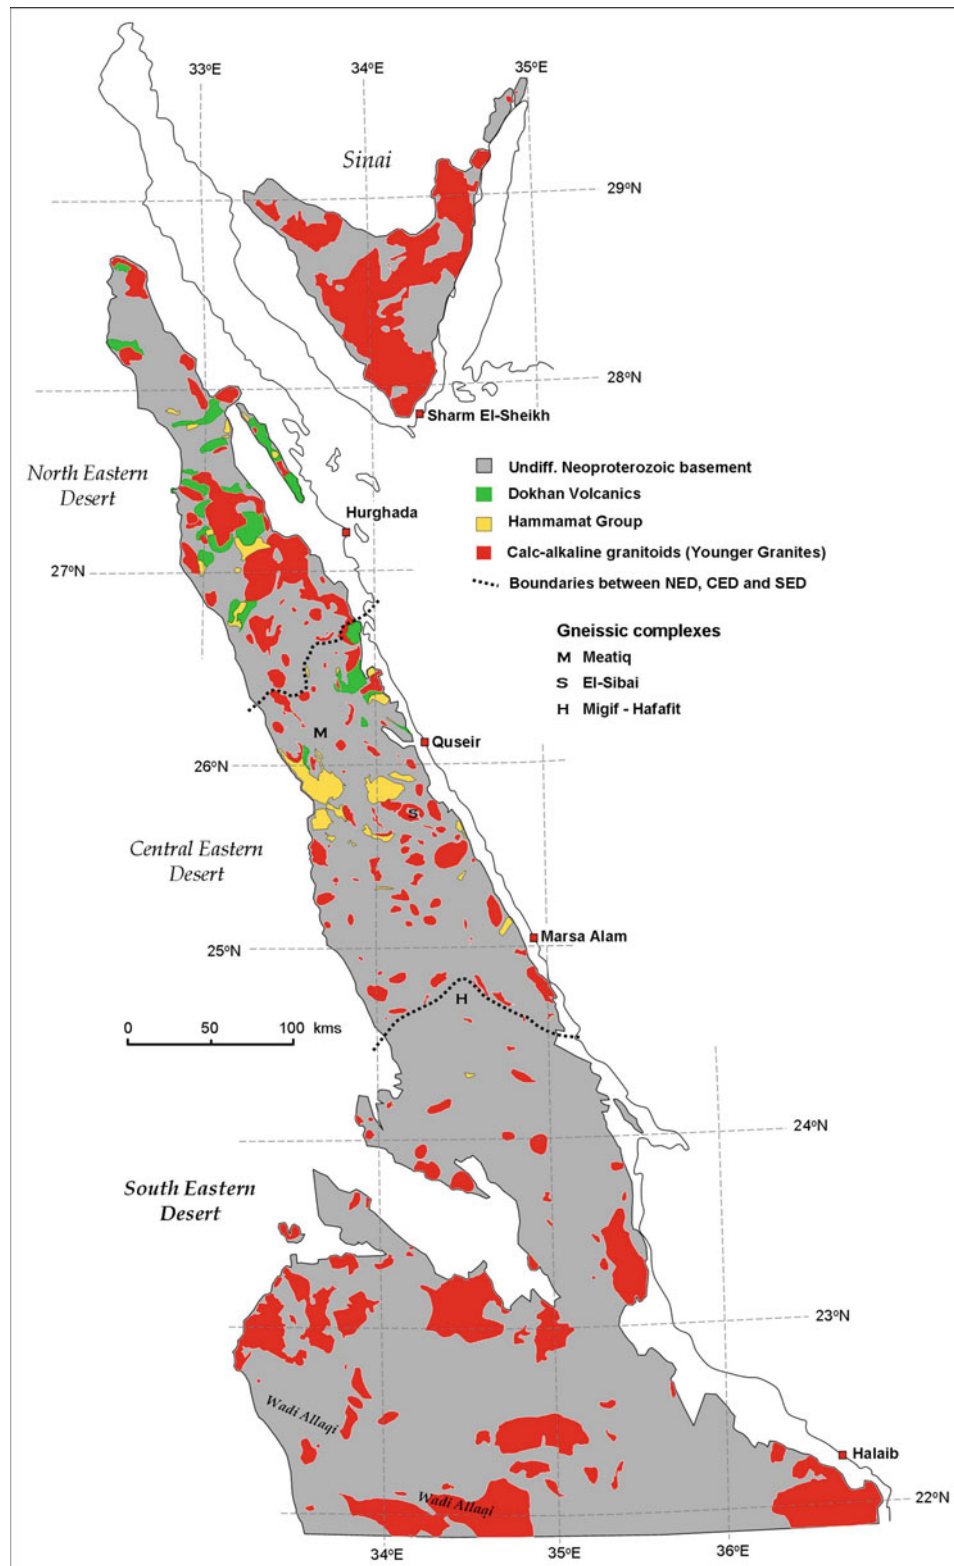 33°E
34°E
35°E
Sinai
29°N
28°N
Sharm El-Sheikh
North Eastern
Desert
Undiff. Neoproterozoic basement
Dokhan Volcanics
Hammamat Group
Calc-alkaline granitoids (Younger Granites)
Boundaries between NED, CED and SED
Hurghada
27°N
Gneissic complexes
M Meatiq
S El-Sibai
H Migif - Hafafit
M
Quseir
26°N
S
Central Eastern
Desert
Marsa Alam
25°N
H
0 50 100 kms
24°N
South Eastern
Desert
23°N
Wadi Allaqi
Halaib
Wadi Allaqi
22°N
34°E
35°E
36°E